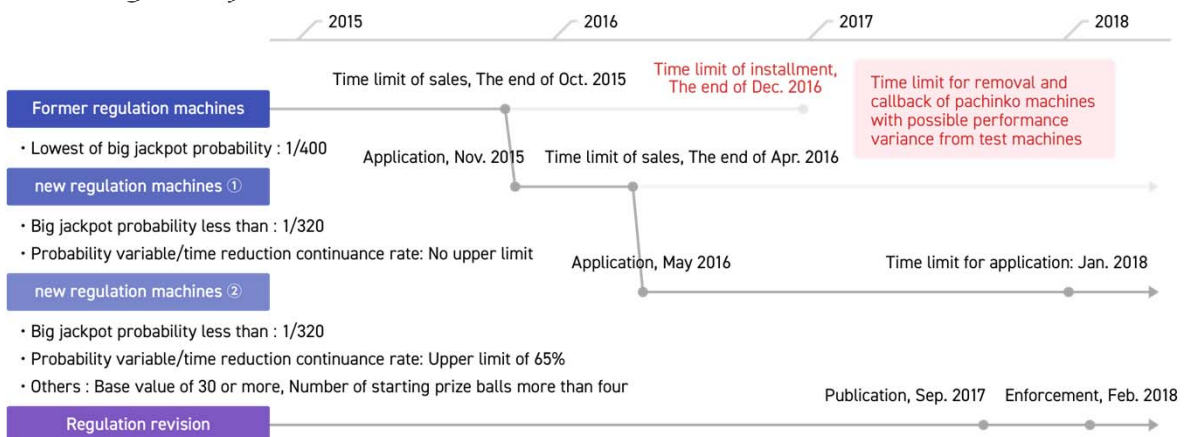 2015
2016
2017
2018
Time limit of sales, The end of Oct. 2015
Time limit of installment,
The end of Dec. 2016
Time limit for removal and
callback of pachinko machines
with possible performance
variance from test machines
Former regulation machines
・Lowest of big jackpot probability : 1/400
Application, Nov. 2015
Time limit of sales, The end of Apr. 2016
new regulation machines ①
・Big jackpot probability less than : 1/320
・Probability variable/time reduction continuance rate: No upper limit
Application, May 2016
Time limit for application: Jan. 2018
new regulation machines ②
・Big jackpot probability less than : 1/320
・Probability variable/time reduction continuance rate: Upper limit of 65%
・Others : Base value of 30 or more, Number of starting prize balls more than four
Publication, Sep. 2017
Enforcement, Feb. 2018
Regulation revision